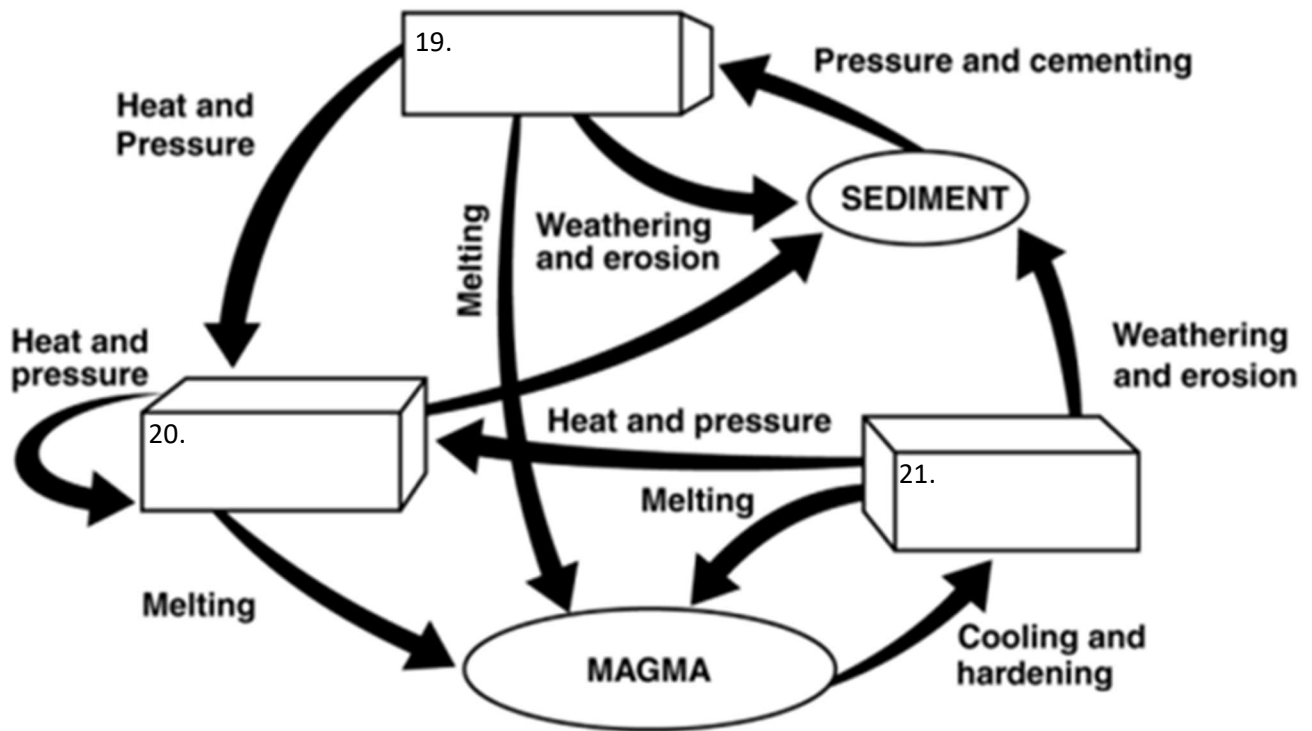 19.
Pressure and cementing
Heat and
Pressure
SEDIMENT
Melting
Weathering
and erosion
Heat and
pressure
Weathering
and erosion
20.
Heat and pressure
21.
Melting
Melting
MAGMA
Cooling and
hardening